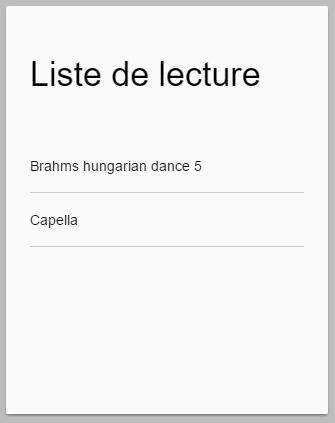 Liste de lecture
Brahms hungarian dance 5
Capella